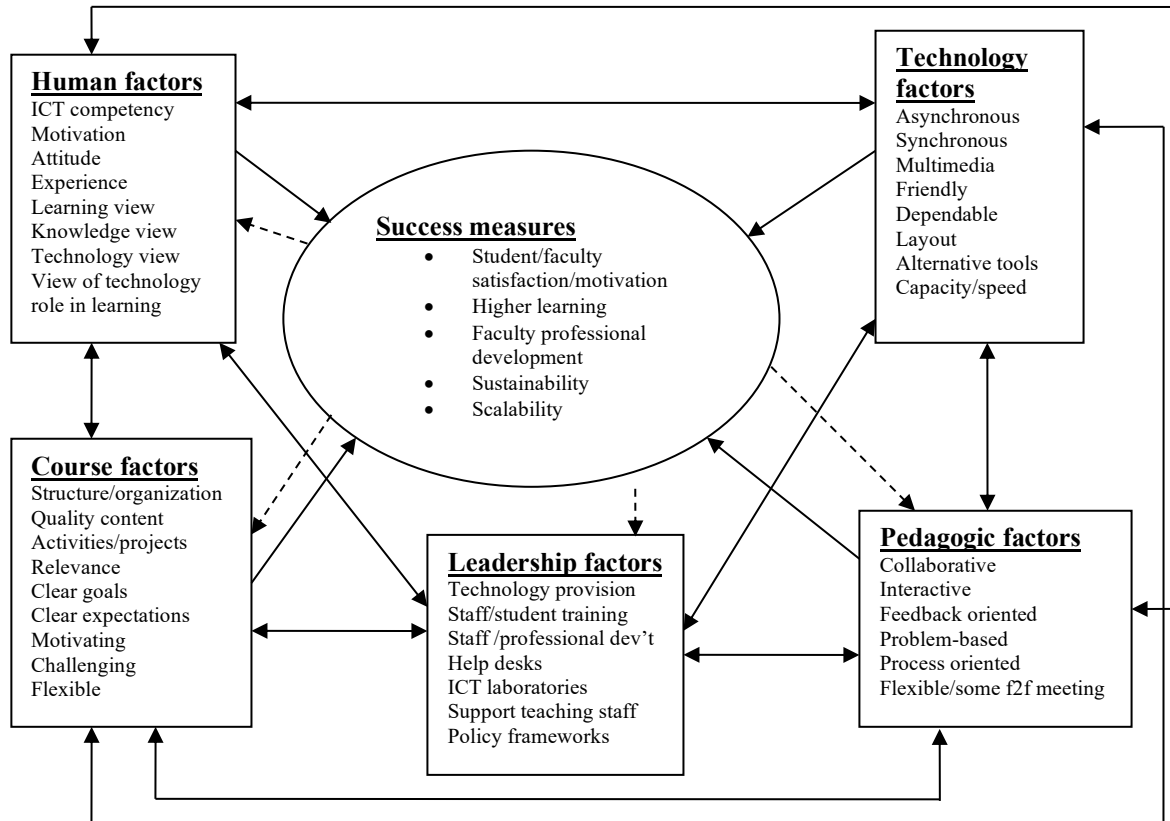 Human factors
ICT competency
Motivation
Attitude
Experience
Learning view
Knowledge view
Technology view
View of technology
role in learning
Technology
factors
Asynchronous
Synchronous
Multimedia
Friendly
Dependable
Layout
Alternative tools
Capacity/speed
Success measures
• Student/faculty
satisfaction/motivation
• Higher learning
• Faculty professional
development
• Sustainability
• Scalability
Course factors
Structure/organization
Quality content
Activities/projects
Relevance
Clear goals
Clear expectations
Motivating
Challenging
Flexible
Leadership factors
Technology provision
Staff/student training
Staff /professional dev’t
Help desks
ICT laboratories
Support teaching staff
Policy frameworks
Pedagogic factors
Collaborative
Interactive
Feedback oriented
Problem-based
Process oriented
Flexible/some f2f meeting